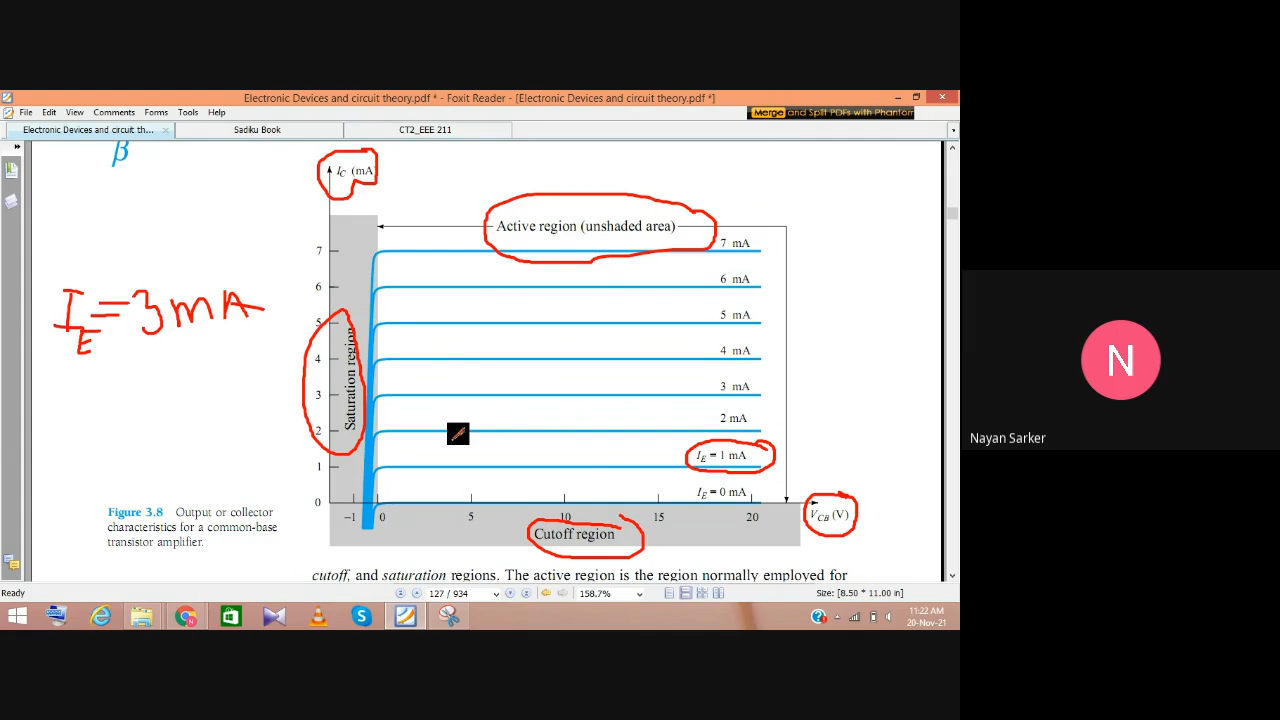 Electronic Devices and circuit theory.pdf * - Foxit Reader - [Electronic Devices and circuit theory.pdf *]
File Edit View Comments Forms Tools Help
Merge and Split PDFs with Phantom
Electronic Devices and circuit th...
Sadiku Book
CT2_EEE 211
β
I_C (mA)
Active region (unshaded area)
7 mA
7
6 mA
6
5 mA
5
4 mA
4
3 mA
3
2 mA
2
I_E = 1 mA
1
I_E = 0 mA
0
Saturation region
I_E = 3 mA
−1 0 5 10 15 20
V_CB (V)
Cutoff region
Figure 3.8 Output or collector
characteristics for a common-base
transistor amplifier.
cutoff, and saturation regions. The active region is the region normally employed for
Ready
127 / 934
158.7%
Size: [8.50 * 11.00 in]
11:22 AM
20-Nov-21
N
Nayan Sarker